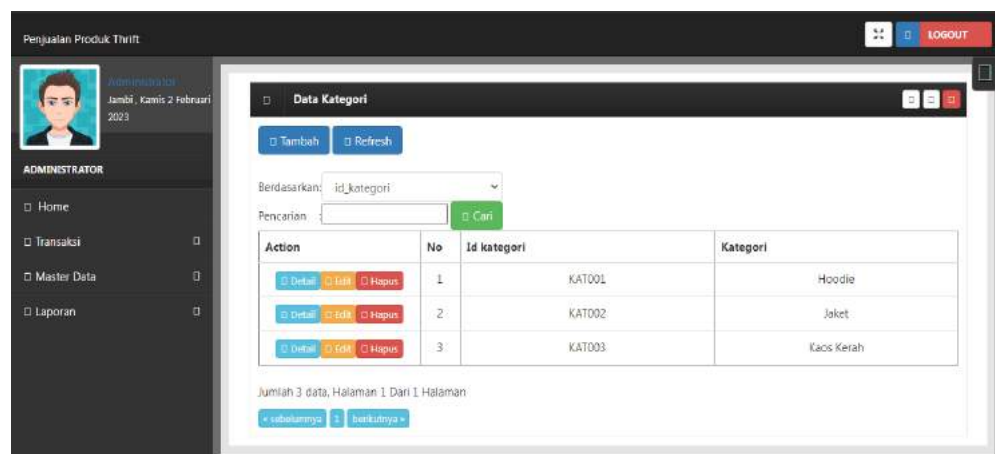 Penjualan Produk Thrift
LOGOUT
Administrator
Jambi , Kamis 2 Februari
2023
ADMINISTRATOR
Home
Transaksi
Master Data
Laporan
Data Kategori
Tambah Refresh
Berdasarkan: id_kategori
Pencarian : Cari
Action No Id kategori Kategori
Detail Edit Hapus 1 KAT001 Hoodie
Detail Edit Hapus 2 KAT002 Jaket
Detail Edit Hapus 3 KAT003 Kaos Kerah
Jumlah 3 data, Halaman 1 Dari 1 Halaman
« sebelumnya 1 berikutnya »